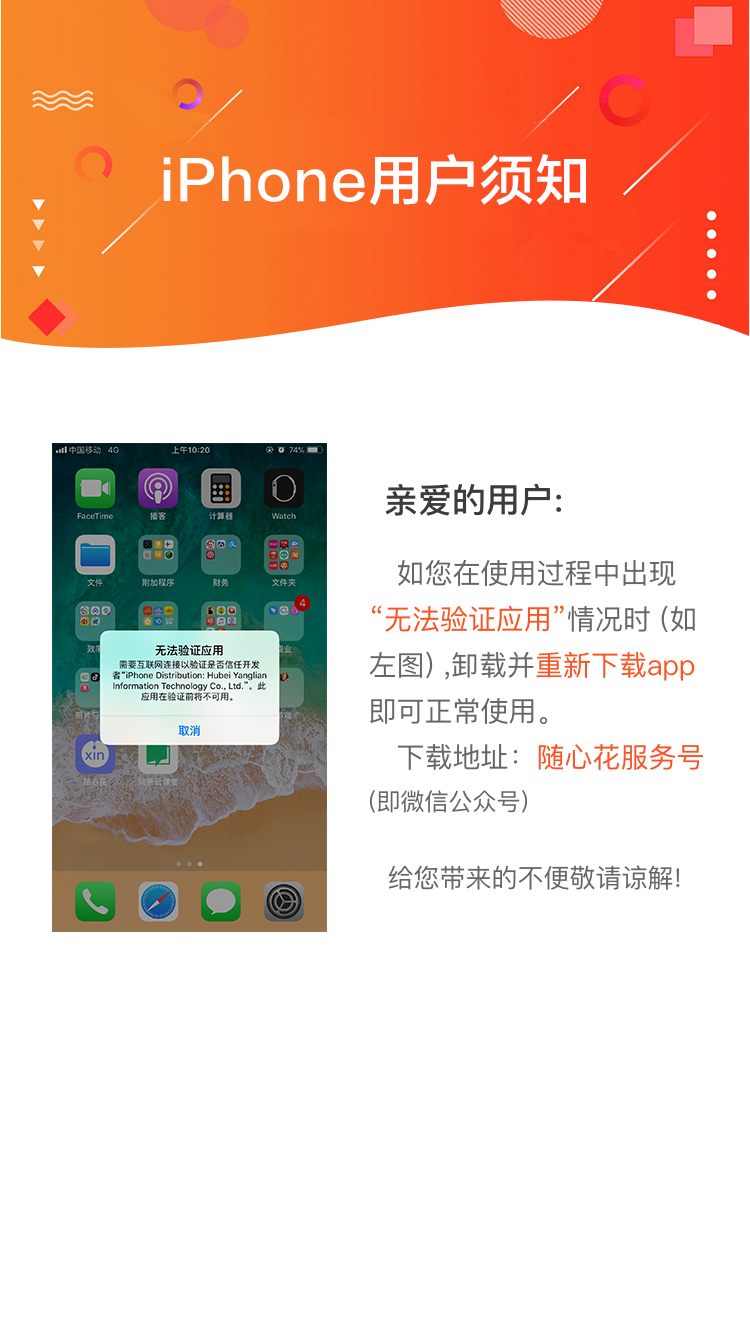 iPhone用户须知
中国移动 4G 上午10:20 74%
FaceTime 播客 计算器 Watch
文件 附加程序 财务 文件夹
4
无法验证应用
需要互联网连接以验证是否信任开发
者“iPhone Distribution: Hubei Yanglian
Information Technology Co., Ltd.”。此
应用在验证前将不可用。
取消
xin
随心花 网易云课堂
亲爱的用户:
如您在使用过程中出现
“无法验证应用”情况时（如
左图）,卸载并重新下载app
即可正常使用。
下载地址：随心花服务号
(即微信公众号)
给您带来的不便敬请谅解!